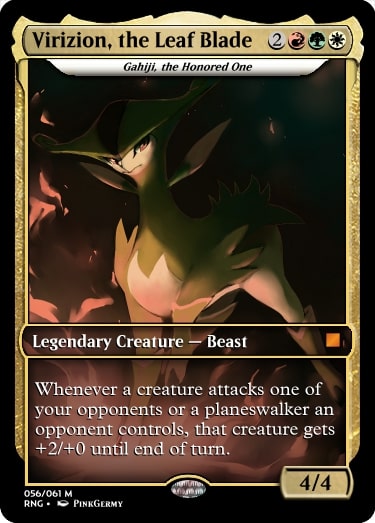 Virizion, the Leaf Blade 2
Gahiji, the Honored One
Legendary Creature — Beast
Whenever a creature attacks one of
your opponents or a planeswalker an
opponent controls, that creature gets
+2/+0 until end of turn.
4/4
056/061 M
RNG • PinkGermy